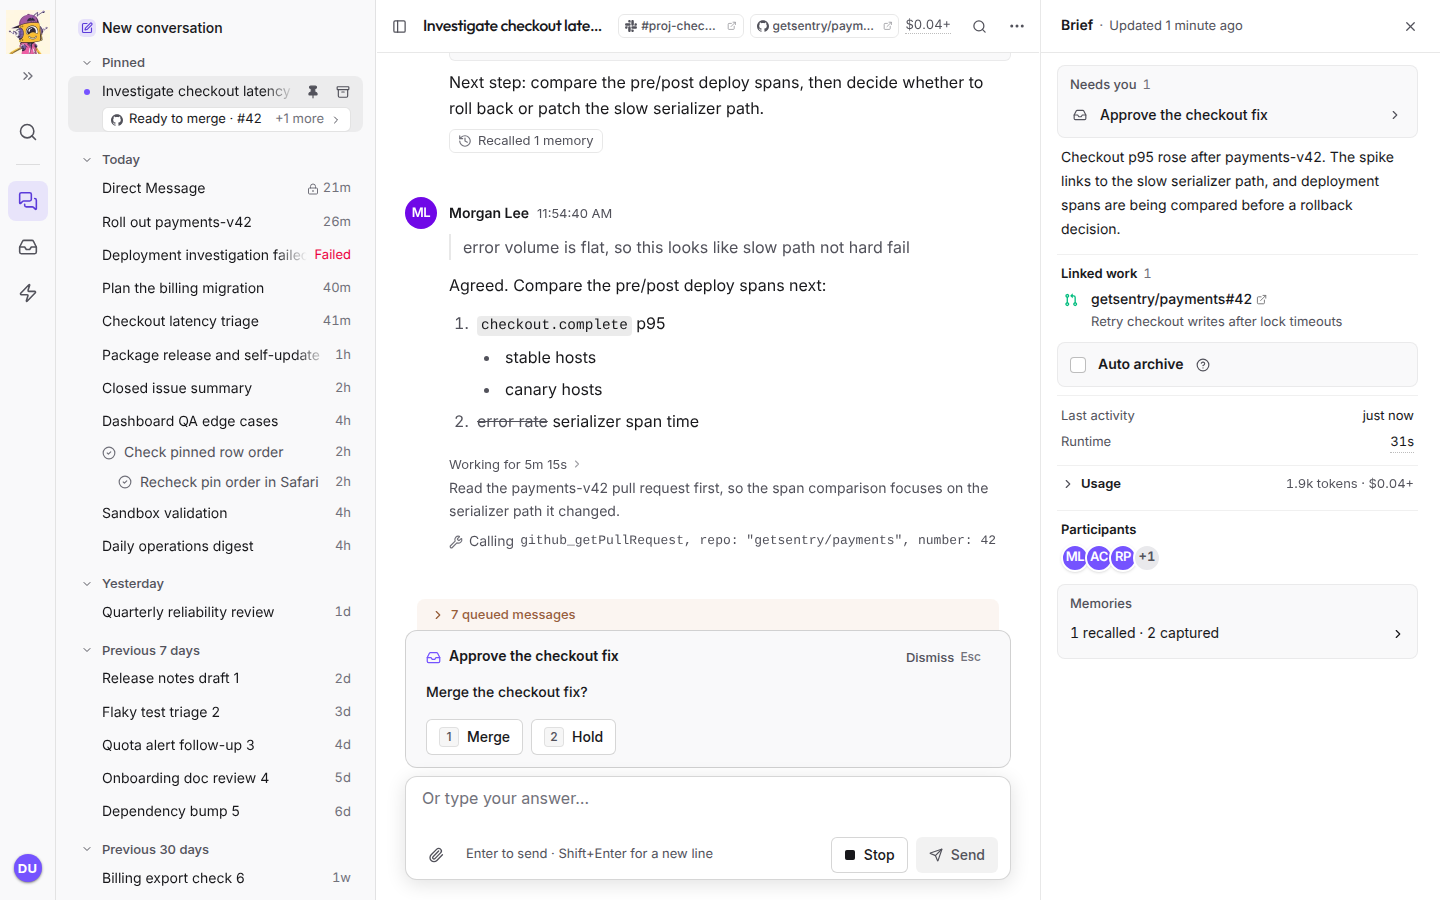 New conversation
Pinned
Investigate checkout latency
Ready to merge · #42 +1 more
Today
Direct Message 21m
Roll out payments-v42 26m
Deployment investigation failed Failed
Plan the billing migration 40m
Checkout latency triage 41m
Package release and self-update 1h
Closed issue summary 2h
Dashboard QA edge cases 4h
Check pinned row order 2h
Recheck pin order in Safari 2h
Sandbox validation 4h
Daily operations digest 4h
Yesterday
Quarterly reliability review 1d
Previous 7 days
Release notes draft 1 2d
Flaky test triage 2 3d
Quota alert follow-up 3 4d
Onboarding doc review 4 5d
Dependency bump 5 6d
Previous 30 days
Billing export check 6 1w
DU
Investigate checkout late... #proj-chec... getsentry/paym... $0.04+
Next step: compare the pre/post deploy spans, then decide whether to
roll back or patch the slow serializer path.
Recalled 1 memory
ML Morgan Lee 11:54:40 AM
error volume is flat, so this looks like slow path not hard fail
Agreed. Compare the pre/post deploy spans next:
1. checkout.complete p95
• stable hosts
• canary hosts
2. error rate serializer span time
Working for 5m 15s
Read the payments-v42 pull request first, so the span comparison focuses on the
serializer path it changed.
Calling github_getPullRequest, repo: "getsentry/payments", number: 42
7 queued messages
Approve the checkout fix Dismiss Esc
Merge the checkout fix?
1 Merge 2 Hold
Or type your answer...
Enter to send · Shift+Enter for a new line Stop Send
Brief · Updated 1 minute ago
Needs you 1
Approve the checkout fix
Checkout p95 rose after payments-v42. The spike
links to the slow serializer path, and deployment
spans are being compared before a rollback
decision.
Linked work 1
getsentry/payments#42
Retry checkout writes after lock timeouts
Auto archive
Last activity just now
Runtime 31s
Usage 1.9k tokens · $0.04+
Participants
ML AC RP +1
Memories
1 recalled · 2 captured